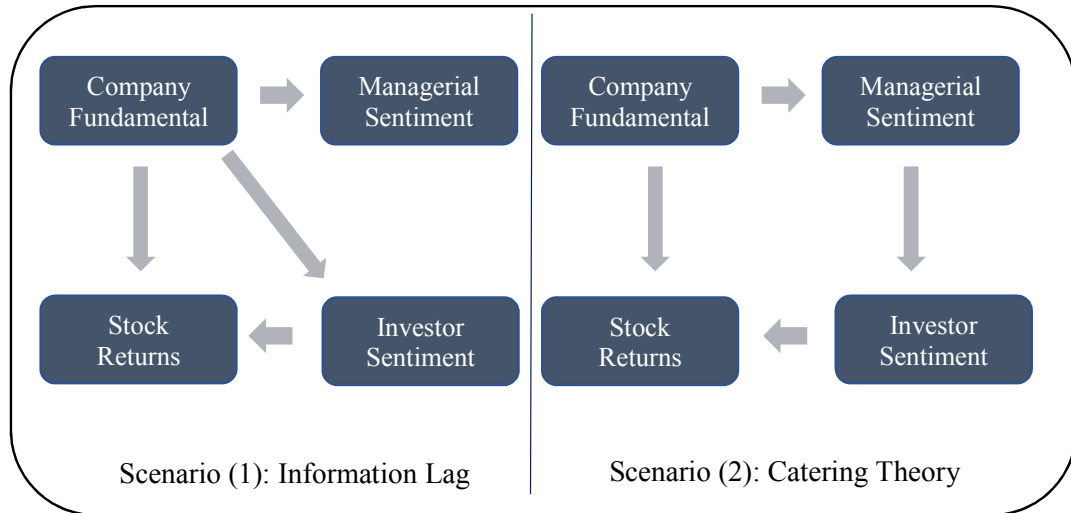 Company
Fundamental
Managerial
Sentiment
Stock
Returns
Investor
Sentiment
Scenario (1): Information Lag
Company
Fundamental
Managerial
Sentiment
Stock
Returns
Investor
Sentiment
Scenario (2): Catering Theory